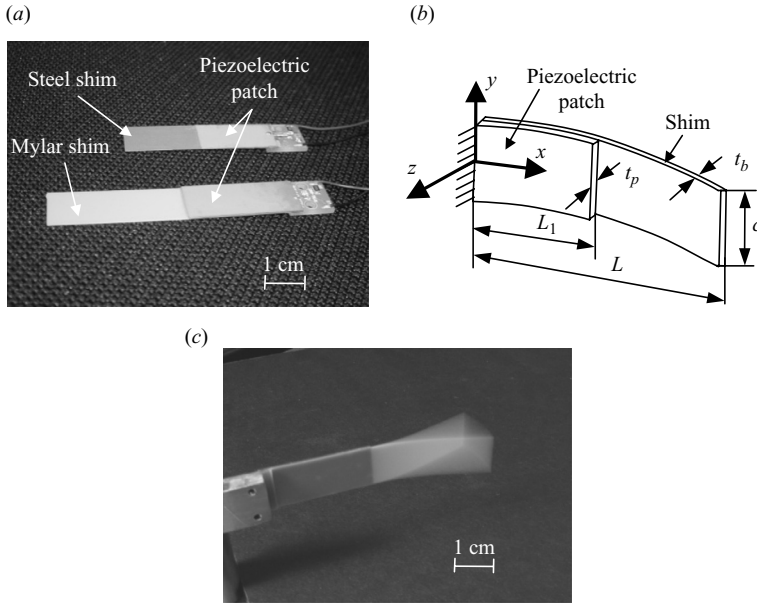 (a)
Steel shim
Piezoelectric
patch
Mylar shim
1 cm
(b)
y
Piezoelectric
patch
Shim
x
z
t_p
t_b
L_1
L
(c)
1 cm